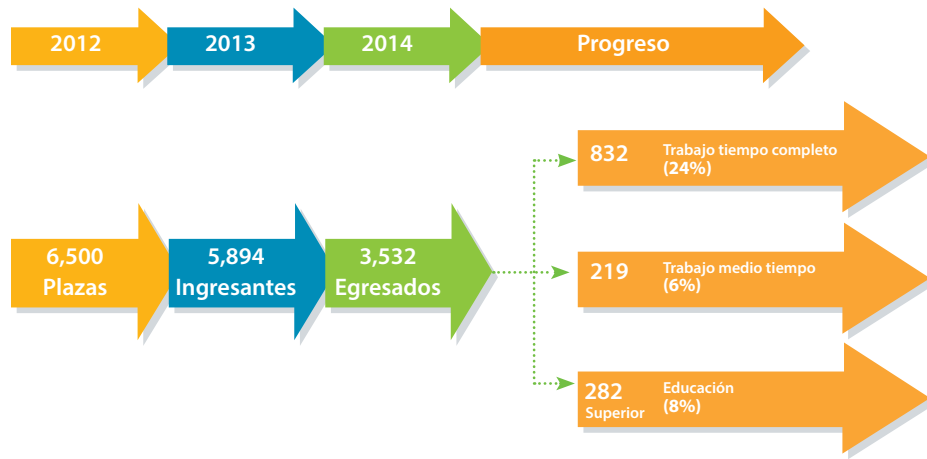 2012
2013
2014
Progreso
6,500
Plazas
5,894
Ingresantes
3,532
Egresados
832
Trabajo tiempo completo
(24%)
219
Trabajo medio tiempo
(6%)
282
Superior
Educación
(8%)